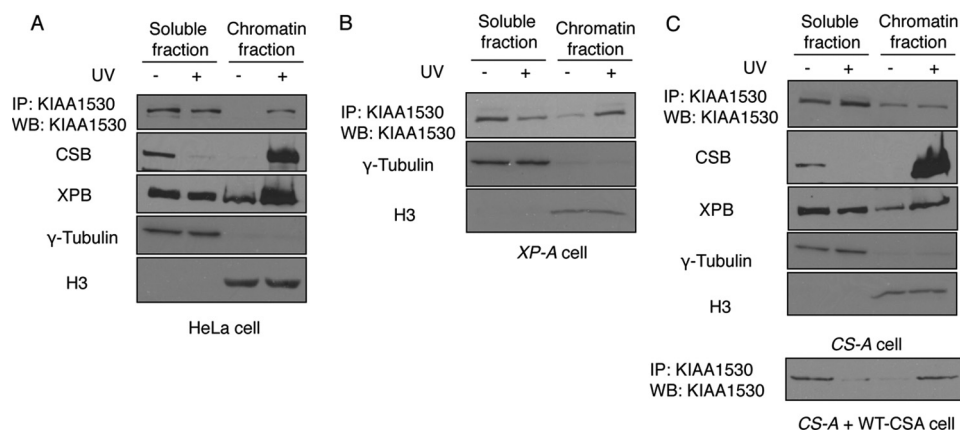 A
Soluble
fraction
Chromatin
fraction
UV
- + - +
IP: KIAA1530
WB: KIAA1530
CSB
XPB
γ-Tubulin
H3
HeLa cell
B
Soluble
fraction
Chromatin
fraction
UV
- + - +
IP: KIAA1530
WB: KIAA1530
γ-Tubulin
H3
XP-A cell
C
Soluble
fraction
Chromatin
fraction
UV
- + - +
IP: KIAA1530
WB: KIAA1530
CSB
XPB
γ-Tubulin
H3
CS-A cell
IP: KIAA1530
WB: KIAA1530
CS-A + WT-CSA cell